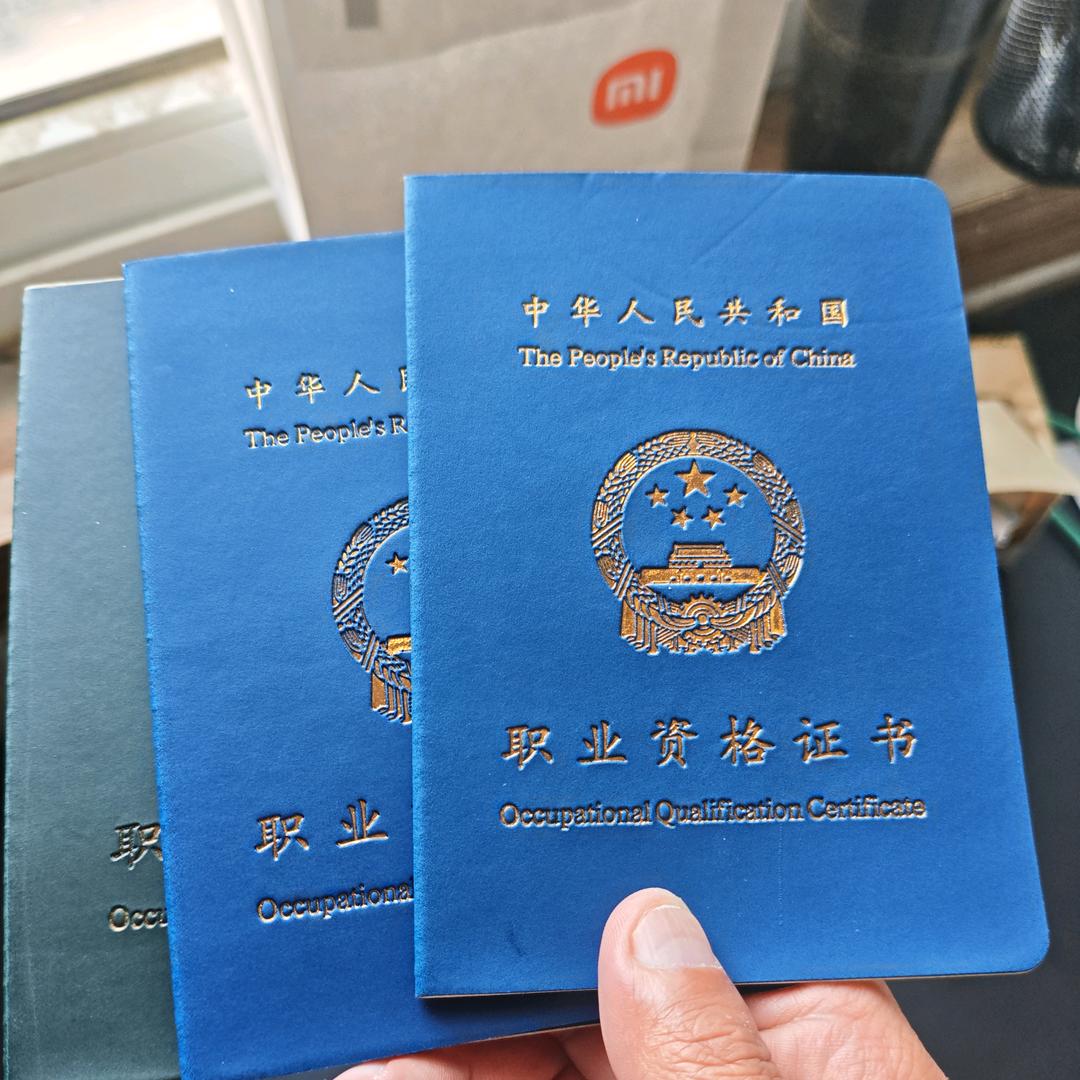 mi
中华人民共和国
The People's Republic of China
职业资格证书
Occupational Qualification Certificate
中华人民
The People's R
职业
Occupational
职
Occu